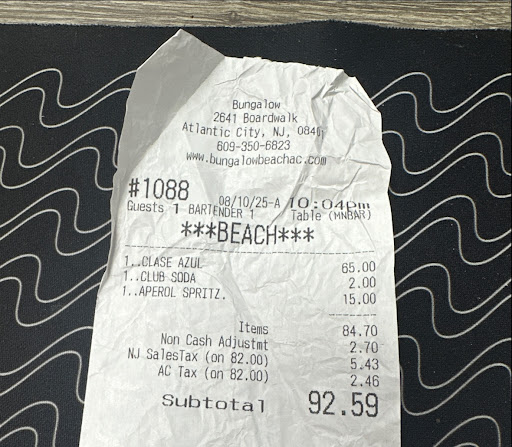 Bungalow
2641 Boardwalk
Atlantic City, NJ, 0840
609-350-6823
www.bungalowbeachac.com
#1088 08/10/25-A 10:04pm
Guests 1 BARTENDER 1 Table (MNBAR)
***BEACH***
1..CLASE AZUL 65.00
1..CLUB SODA 2.00
1..APEROL SPRITZ. 15.00
Items 84.70
Non Cash Adjustmt 2.70
NJ SalesTax (on 82.00) 5.43
AC Tax (on 82.00) 2.46
Subtotal 92.59